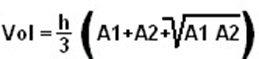 Vol = h/3 (A1+A2+√A1 A2)